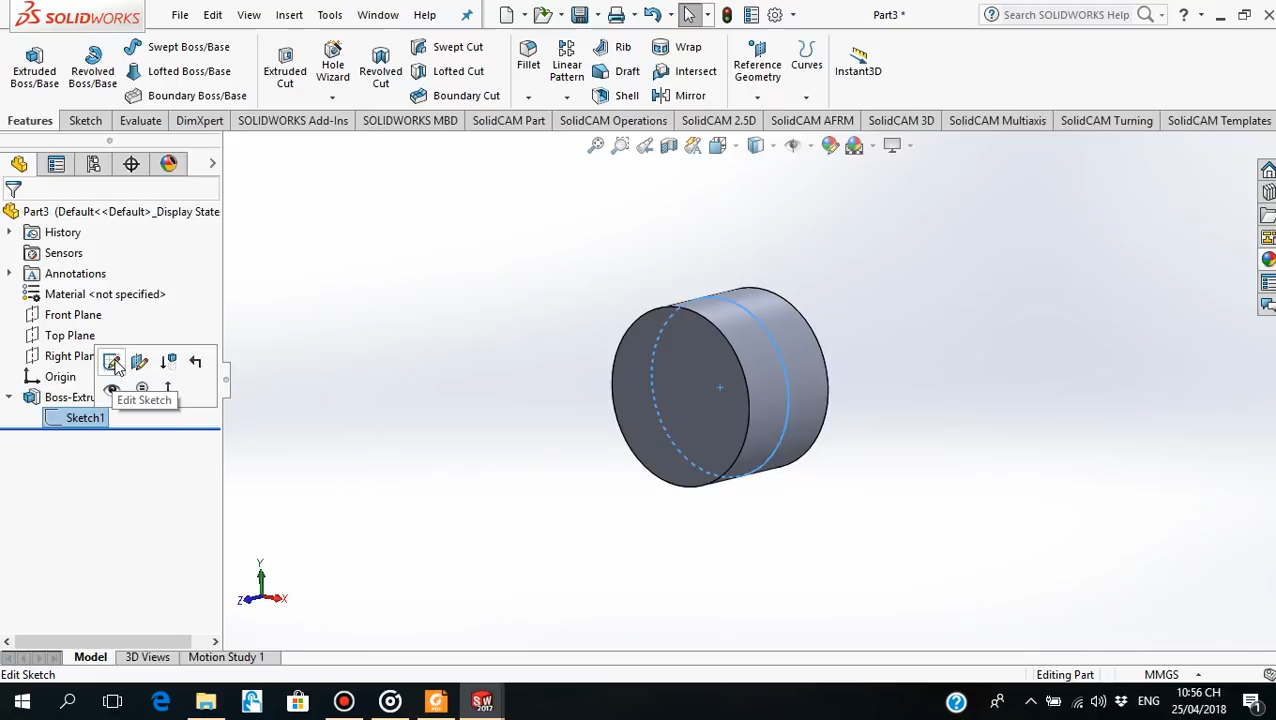 SOLIDWORKS
File Edit View Insert Tools Window Help
Part3 *
Search SOLIDWORKS Help
Extruded Boss/Base
Revolved Boss/Base
Swept Boss/Base
Lofted Boss/Base
Boundary Boss/Base
Extruded Cut
Hole Wizard
Revolved Cut
Swept Cut
Lofted Cut
Boundary Cut
Fillet
Linear Pattern
Rib
Draft
Shell
Wrap
Intersect
Mirror
Reference Geometry
Curves
Instant3D
Features Sketch Evaluate DimXpert SOLIDWORKS Add-Ins SOLIDWORKS MBD SolidCAM Part SolidCAM Operations SolidCAM 2.5D SolidCAM AFRM SolidCAM 3D SolidCAM Multiaxis SolidCAM Turning SolidCAM Templates
Part3 (Default<<Default>_Display State
History
Sensors
Annotations
Material <not specified>
Front Plane
Top Plane
Right Plan
Origin
Boss-Extru
Edit Sketch
Sketch1
Y
Z X
Model 3D Views Motion Study 1
Edit Sketch Editing Part MMGS
SW 2017
PDF
ENG
10:56 CH
25/04/2018
1